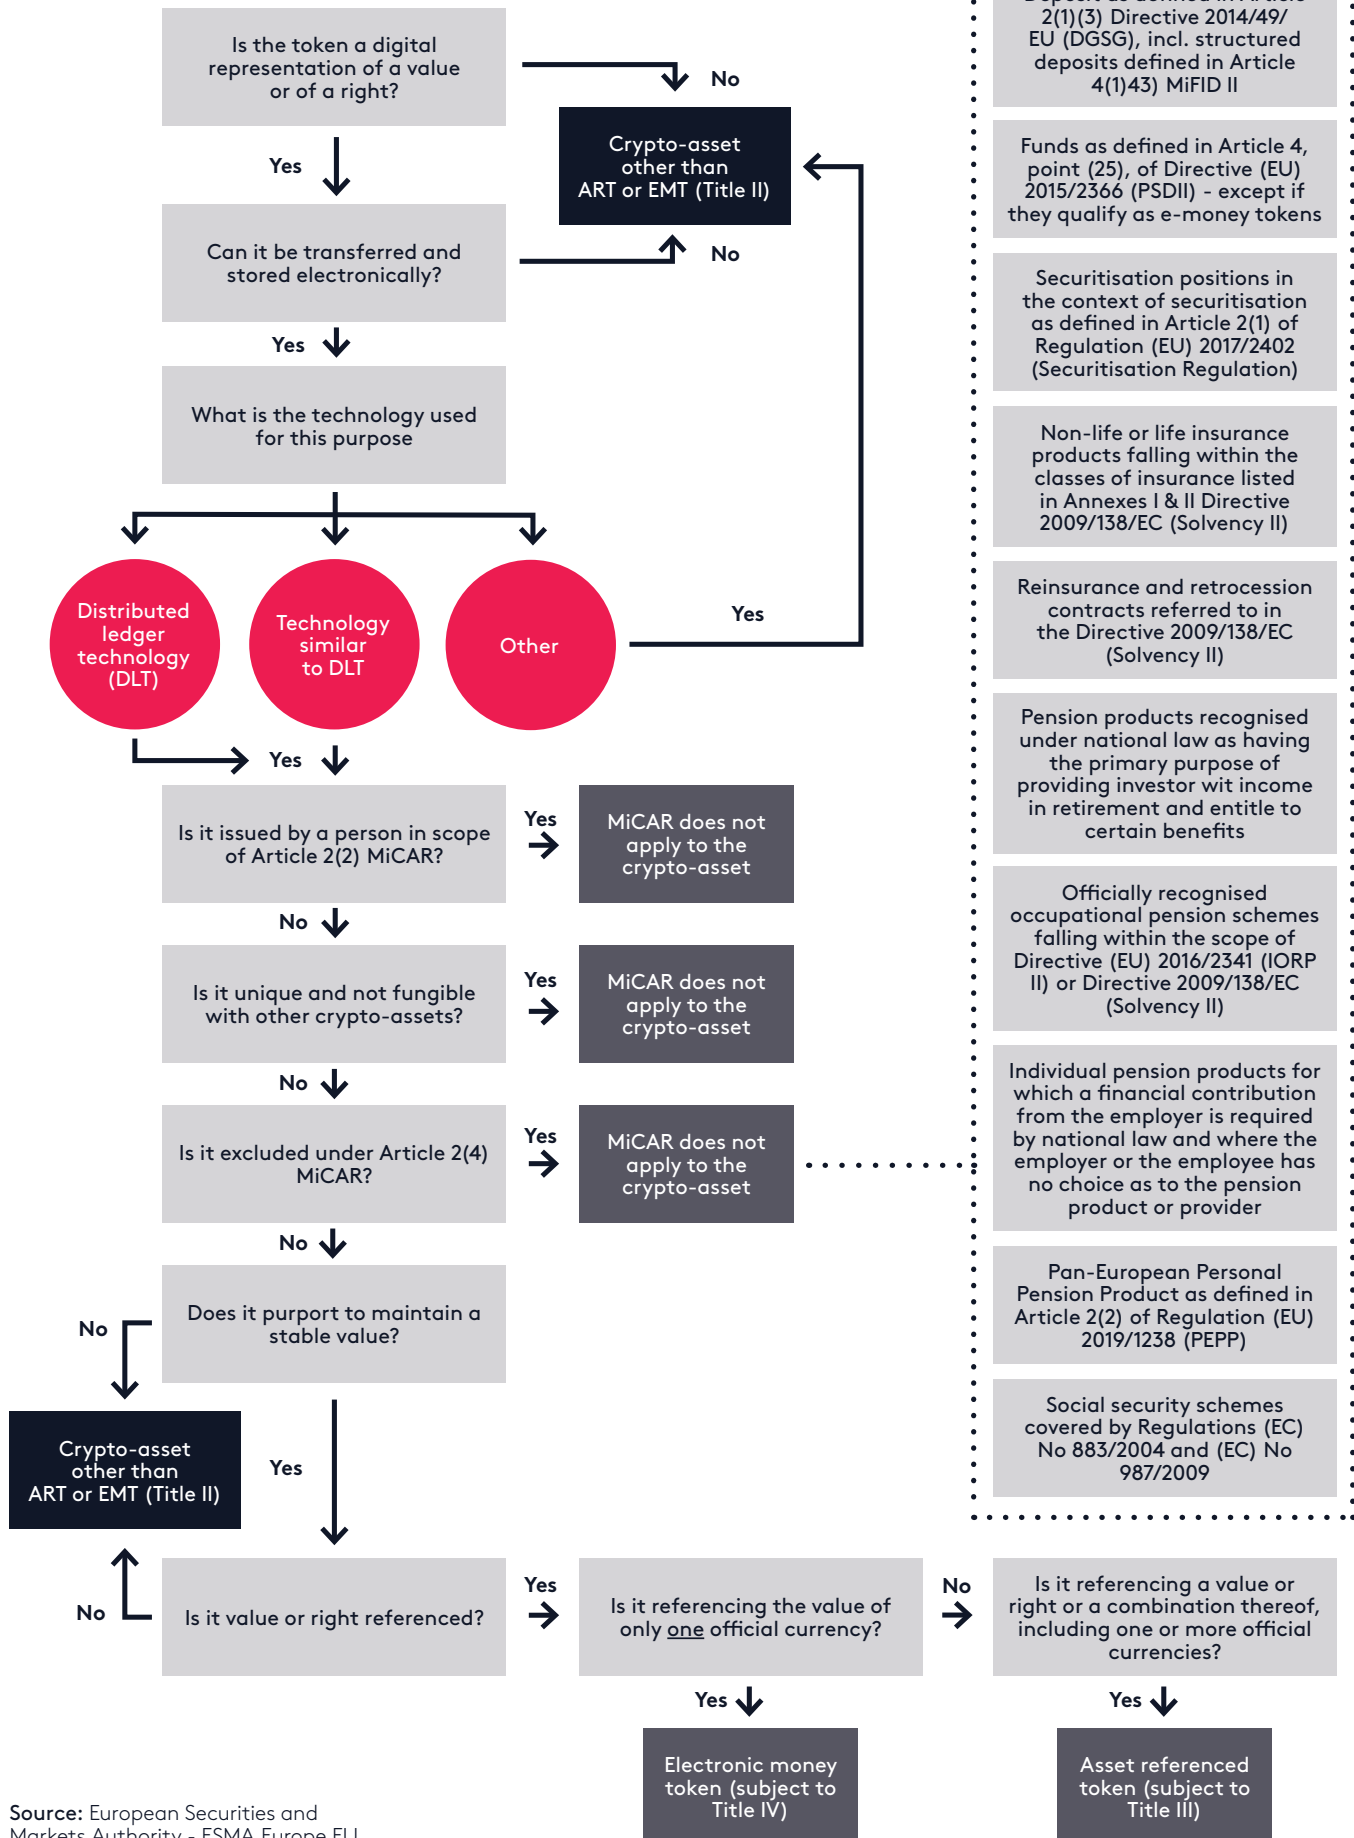 Is the token a digital
representation of a value
or of a right?
No
Yes
Crypto-asset
other than
ART or EMT (Title II)
Can it be transferred and
stored electronically?
No
Yes
What is the technology used
for this purpose
Distributed
ledger
technology
(DLT)
Technology
similar
to DLT
Other
Yes
Yes
Is it issued by a person in scope
of Article 2(2) MiCAR?
Yes
MiCAR does not
apply to the
crypto-asset
No
Is it unique and not fungible
with other crypto-assets?
Yes
MiCAR does not
apply to the
crypto-asset
No
Is it excluded under Article 2(4)
MiCAR?
Yes
MiCAR does not
apply to the
crypto-asset
No
Does it purport to maintain a
stable value?
No
Crypto-asset
other than
ART or EMT (Title II)
Yes
No
Is it value or right referenced?
Yes
Is it referencing the value of
only one official currency?
No
Is it referencing a value or
right or a combination thereof,
including one or more official
currencies?
Yes
Electronic money
token (subject to
Title IV)
Yes
Asset referenced
token (subject to
Title III)
Deposit as defined in Article
2(1)(3) Directive 2014/49/
EU (DGSG), incl. structured
deposits defined in Article
4(1)43) MiFID II
Funds as defined in Article 4,
point (25), of Directive (EU)
2015/2366 (PSDII) - except if
they qualify as e-money tokens
Securitisation positions in
the context of securitisation
as defined in Article 2(1) of
Regulation (EU) 2017/2402
(Securitisation Regulation)
Non-life or life insurance
products falling within the
classes of insurance listed
in Annexes I & II Directive
2009/138/EC (Solvency II)
Reinsurance and retrocession
contracts referred to in
the Directive 2009/138/EC
(Solvency II)
Pension products recognised
under national law as having
the primary purpose of
providing investor wit income
in retirement and entitle to
certain benefits
Officially recognised
occupational pension schemes
falling within the scope of
Directive (EU) 2016/2341 (IORP
II) or Directive 2009/138/EC
(Solvency II)
Individual pension products for
which a financial contribution
from the employer is required
by national law and where the
employer or the employee has
no choice as to the pension
product or provider
Pan-European Personal
Pension Product as defined in
Article 2(2) of Regulation (EU)
2019/1238 (PEPP)
Social security schemes
covered by Regulations (EC)
No 883/2004 and (EC) No
987/2009
Source: European Securities and
Markets Authority - ESMA Europe EU